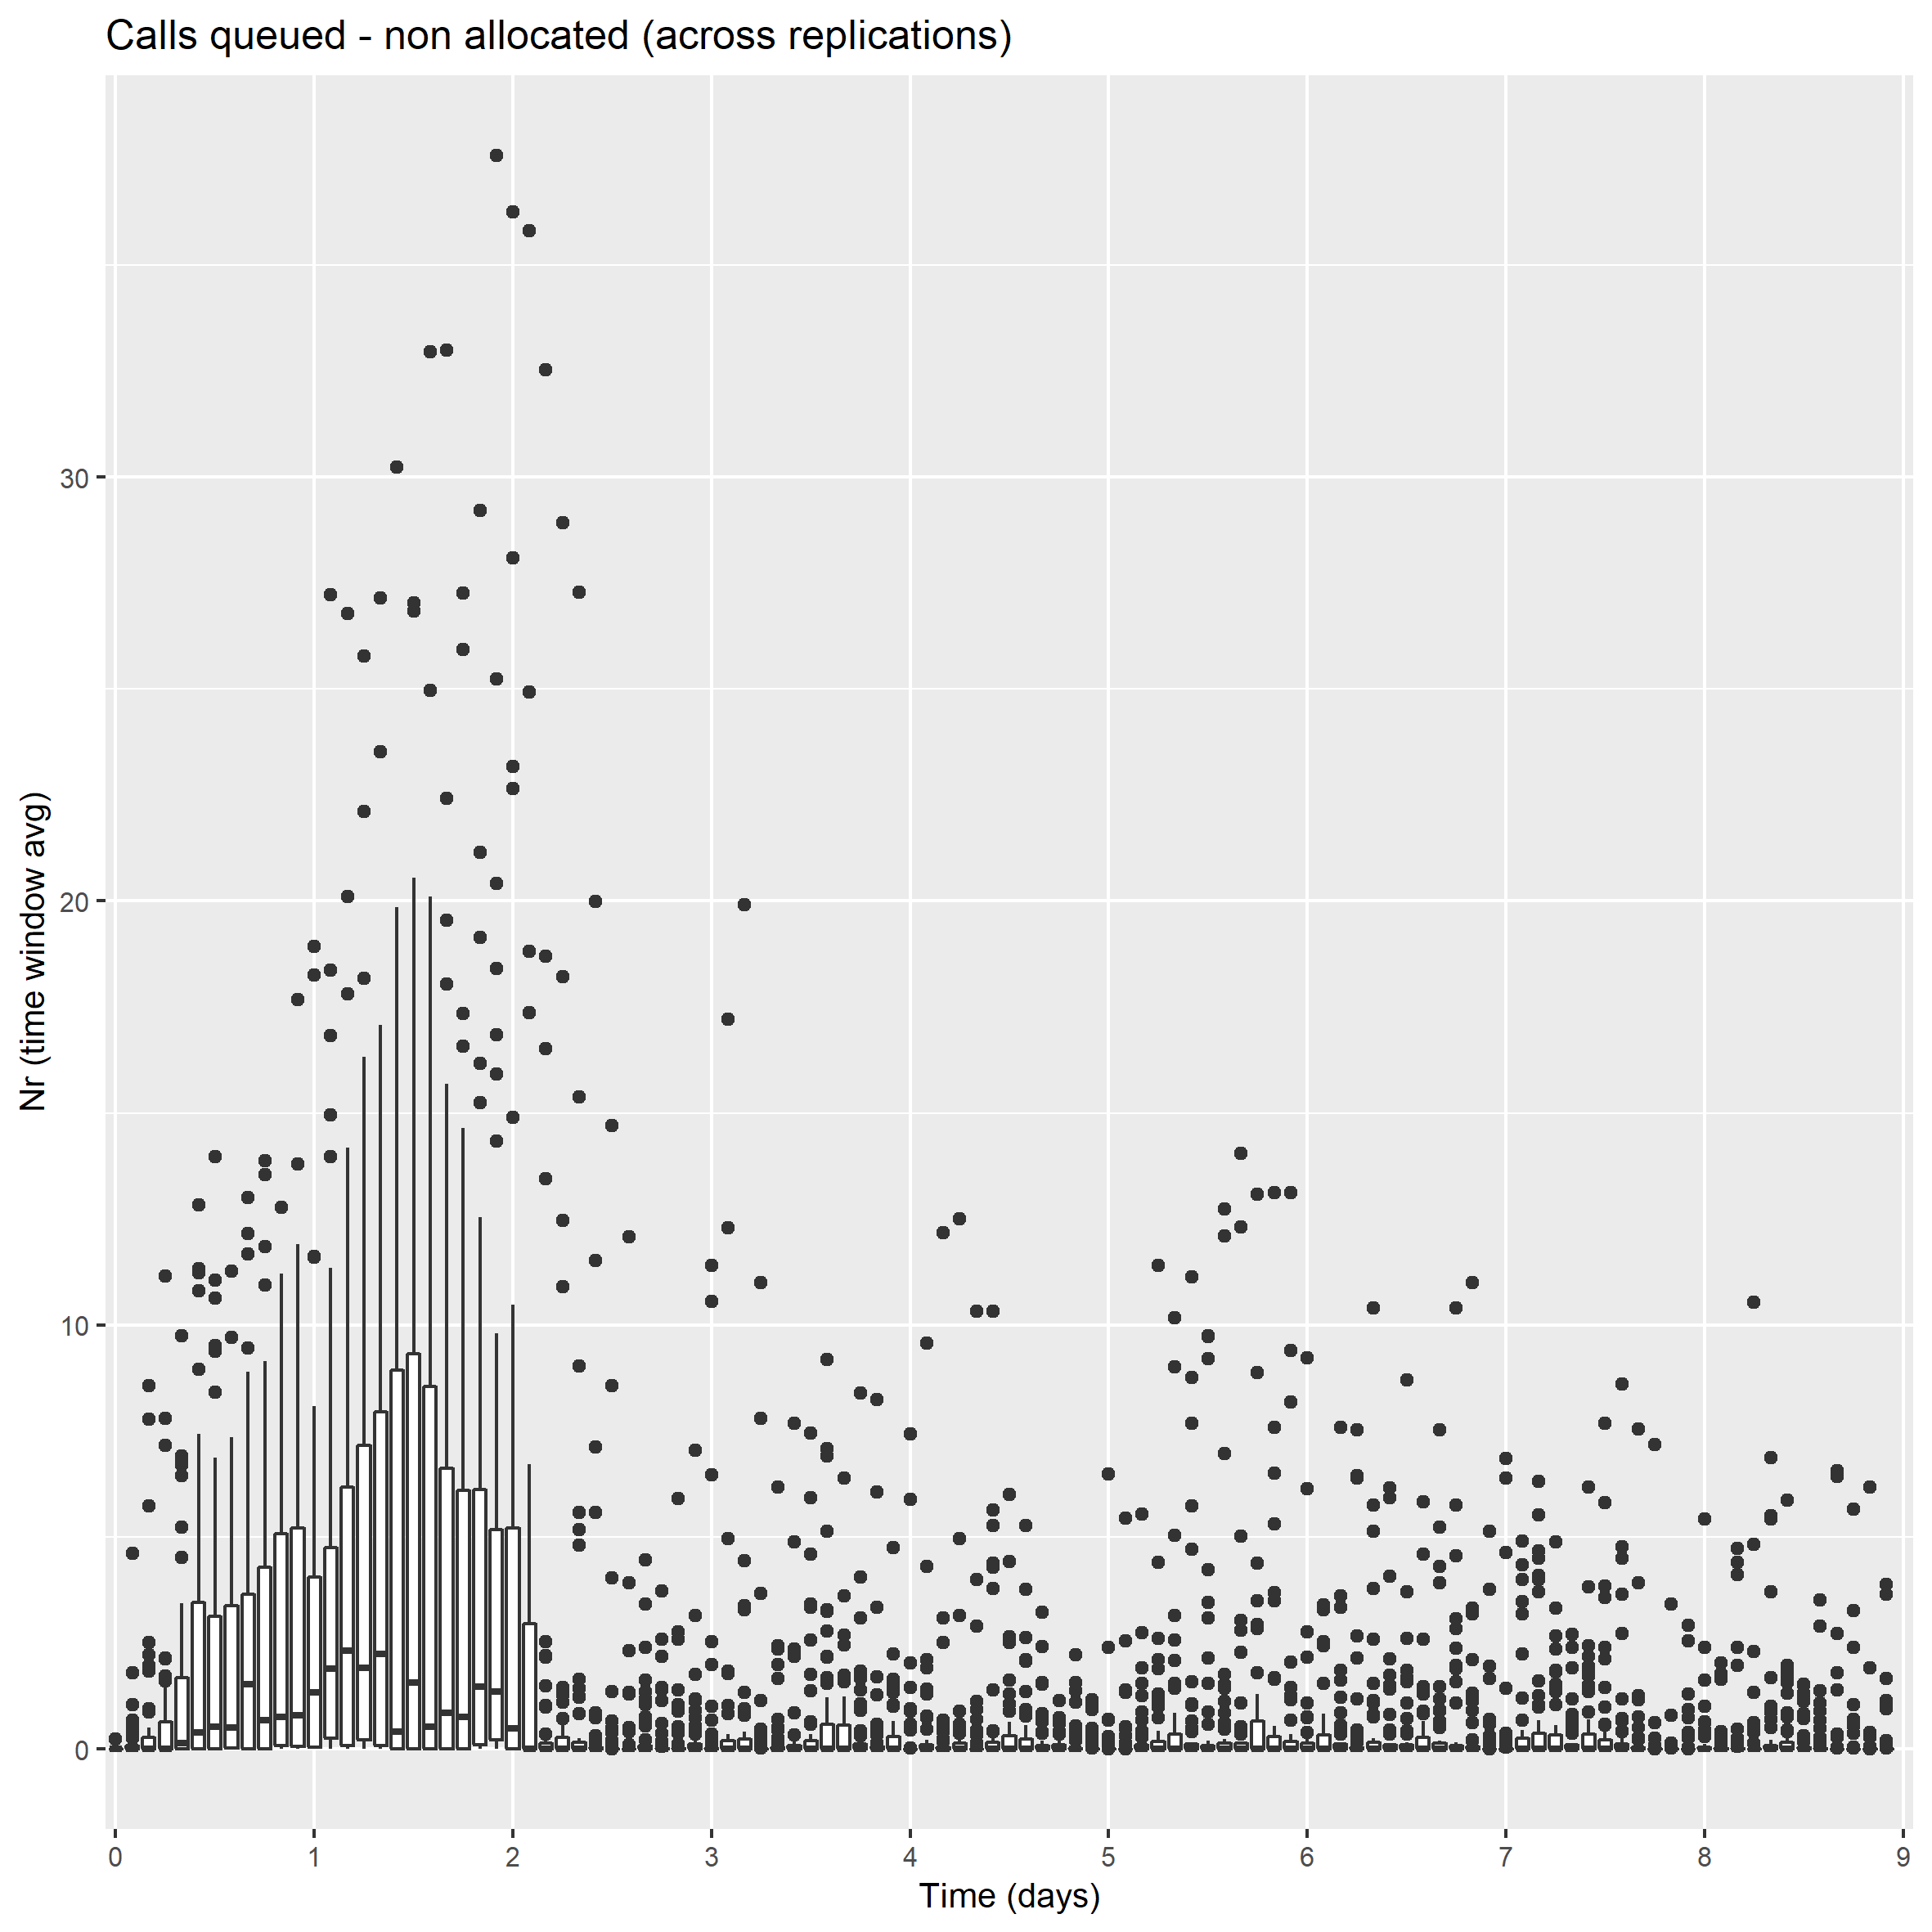 Calls queued - non allocated (across replications)
Nr (time window avg)
30
20
10
0
0 1 2 3 4 5 6 7 8 9
Time (days)